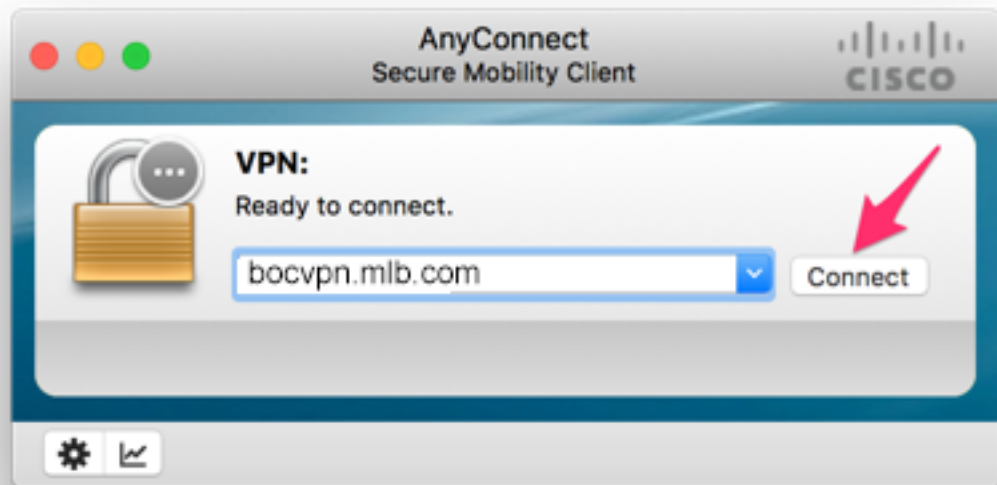 AnyConnect
Secure Mobility Client
CISCO
VPN:
Ready to connect.
bocvpn.mlb.com
Connect